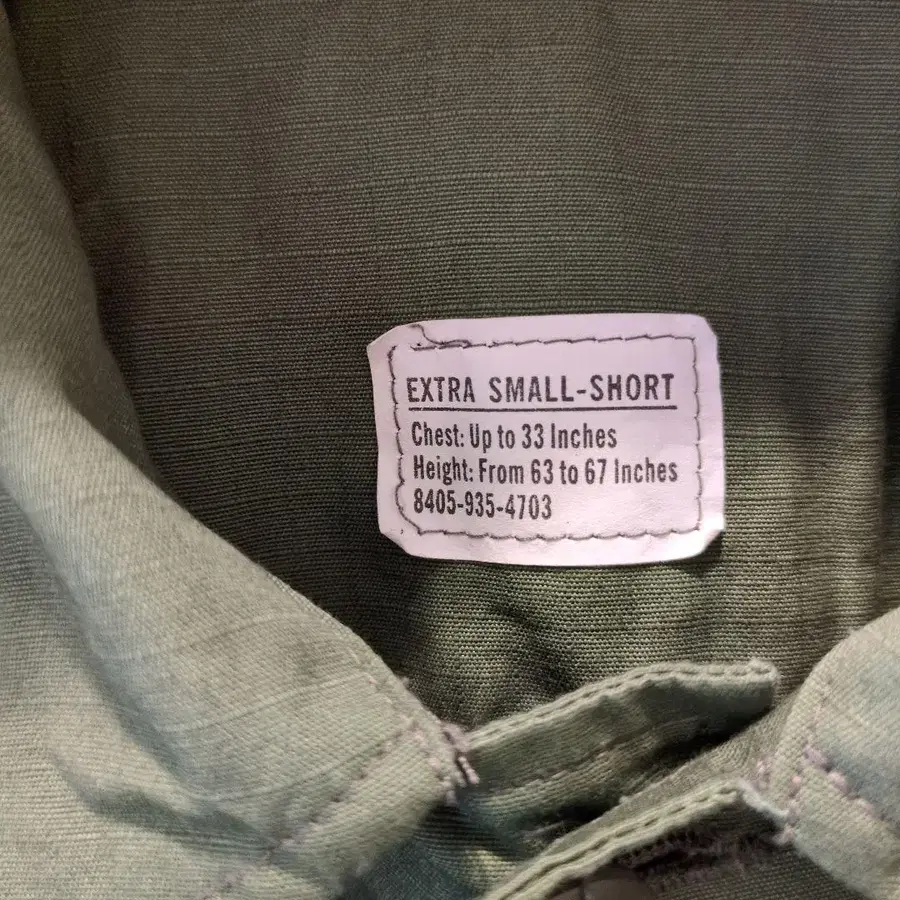 EXTRA SMALL-SHORT
Chest: Up to 33 Inches
Height: From 63 to 67 Inches
8405-935-4703